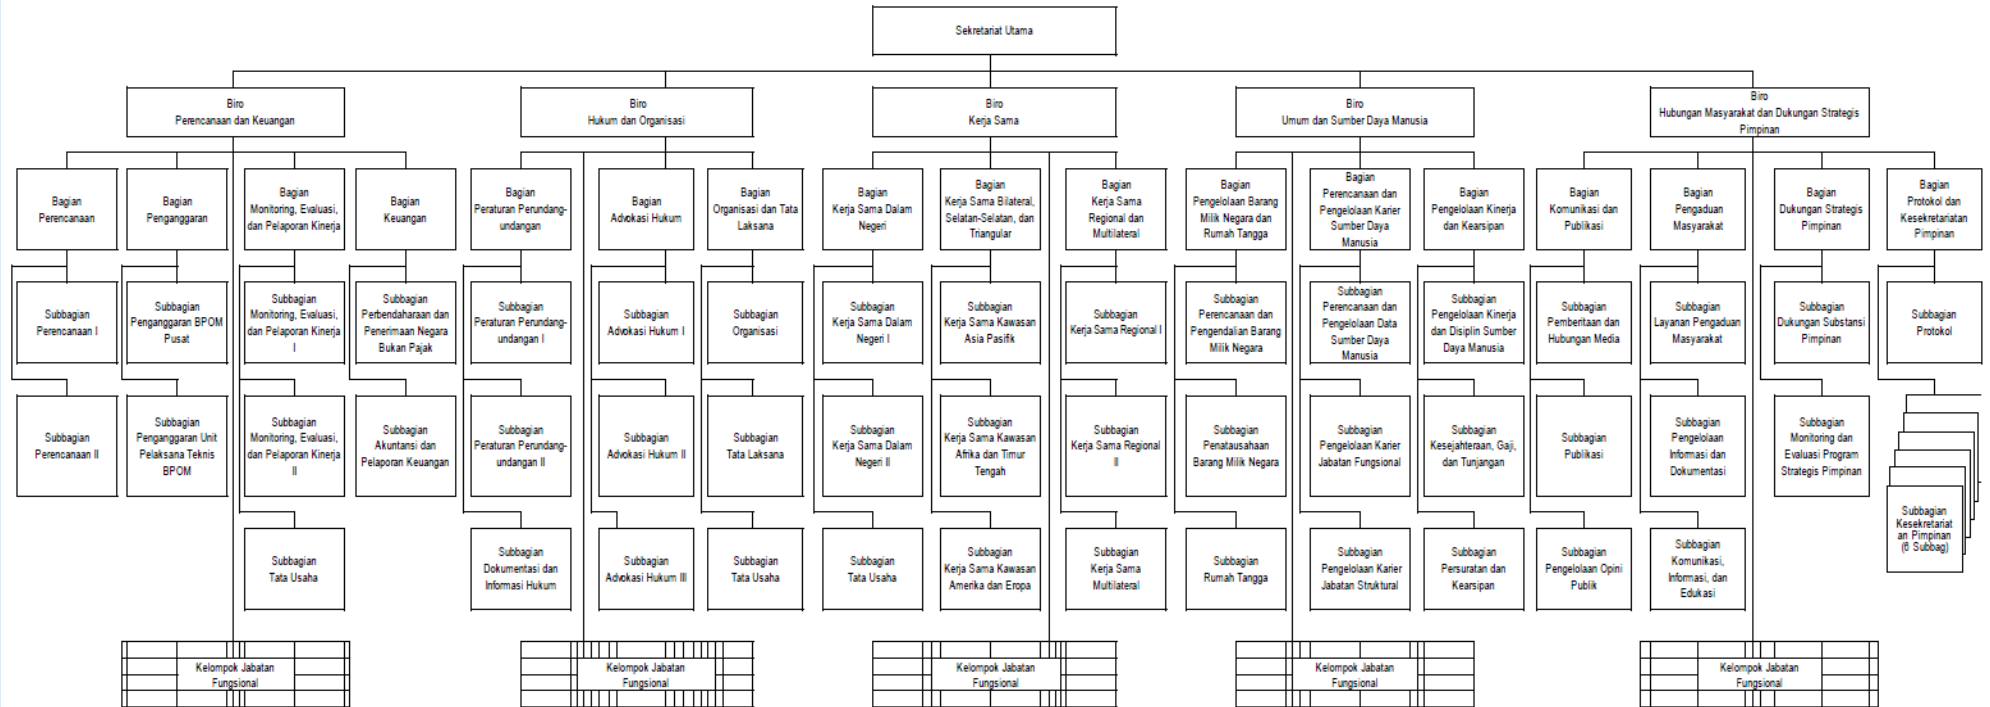 Sekretariat Utama
Biro
Perencanaan dan Keuangan
Biro
Hukum dan Organisasi
Biro
Kerja Sama
Biro
Umum dan Sumber Daya Manusia
Biro
Hubungan Masyarakat dan Dukungan Strategis
Pimpinan
Bagian
Perencanaan
Bagian
Penganggaran
Bagian
Monitoring, Evaluasi,
dan Pelaporan Kinerja
Bagian
Keuangan
Bagian
Peraturan Perundang-
undangan
Bagian
Advokasi Hukum
Bagian
Organisasi dan Tata
Laksana
Bagian
Kerja Sama Dalam
Negeri
Bagian
Kerja Sama Bilateral,
Selatan-Selatan, dan
Triangular
Bagian
Kerja Sama
Regional dan
Multilateral
Bagian
Pengelolaan Barang
Milik Negara dan
Rumah Tangga
Bagian
Perencanaan dan
Pengelolaan Karier
Sumber Daya
Manusia
Bagian
Pengelolaan Kinerja
dan Kearsipan
Bagian
Komunikasi dan
Publikasi
Bagian
Pengaduan
Masyarakat
Bagian
Dukungan Strategis
Pimpinan
Bagian
Protokol dan
Kesekretariatan
Pimpinan
Subbagian
Perencanaan I
Subbagian
Penganggaran BPOM
Pusat
Subbagian
Monitoring, Evaluasi,
dan Pelaporan Kinerja
I
Subbagian
Perbendaharaan dan
Penerimaan Negara
Bukan Pajak
Subbagian
Peraturan Perundang-
undangan I
Subbagian
Advokasi Hukum I
Subbagian
Organisasi
Subbagian
Kerja Sama Dalam
Negeri I
Subbagian
Kerja Sama Kawasan
Asia Pasifik
Subbagian
Kerja Sama Regional I
Subbagian
Perencanaan dan
Pengendalian Barang
Milik Negara
Subbagian
Perencanaan dan
Pengelolaan Data
Sumber Daya
Manusia
Subbagian
Pengelolaan Kinerja
dan Disiplin Sumber
Daya Manusia
Subbagian
Pemberitaan dan
Hubungan Media
Subbagian
Layanan Pengaduan
Masyarakat
Subbagian
Dukungan Substansi
Pimpinan
Subbagian
Protokol
Subbagian
Perencanaan II
Subbagian
Penganggaran Unit
Pelaksana Teknis
BPOM
Subbagian
Monitoring, Evaluasi,
dan Pelaporan Kinerja
II
Subbagian
Akuntansi dan
Pelaporan Keuangan
Subbagian
Peraturan Perundang-
undangan II
Subbagian
Advokasi Hukum II
Subbagian
Tata Laksana
Subbagian
Kerja Sama Dalam
Negeri II
Subbagian
Kerja Sama Kawasan
Afrika dan Timur
Tengah
Subbagian
Kerja Sama Regional
II
Subbagian
Penatausahaan
Barang Milik Negara
Subbagian
Pengelolaan Karier
Jabatan Fungsional
Subbagian
Kesejahteraan, Gaji,
dan Tunjangan
Subbagian
Publikasi
Subbagian
Pengelolaan
Informasi dan
Dokumentasi
Subbagian
Monitoring dan
Evaluasi Program
Strategis Pimpinan
Subbagian
Kesekretariat
an Pimpinan
(6 Subbag)
Subbagian
Tata Usaha
Subbagian
Dokumentasi dan
Informasi Hukum
Subbagian
Advokasi Hukum III
Subbagian
Tata Usaha
Subbagian
Tata Usaha
Subbagian
Kerja Sama Kawasan
Amerika dan Eropa
Subbagian
Kerja Sama
Multilateral
Subbagian
Rumah Tangga
Subbagian
Pengelolaan Karier
Jabatan Struktural
Subbagian
Persuratan dan
Kearsipan
Subbagian
Pengelolaan Opini
Publik
Subbagian
Komunikasi,
Informasi, dan
Edukasi
Kelompok Jabatan
Fungsional
Kelompok Jabatan
Fungsional
Kelompok Jabatan
Fungsional
Kelompok Jabatan
Fungsional
Kelompok Jabatan
Fungsional